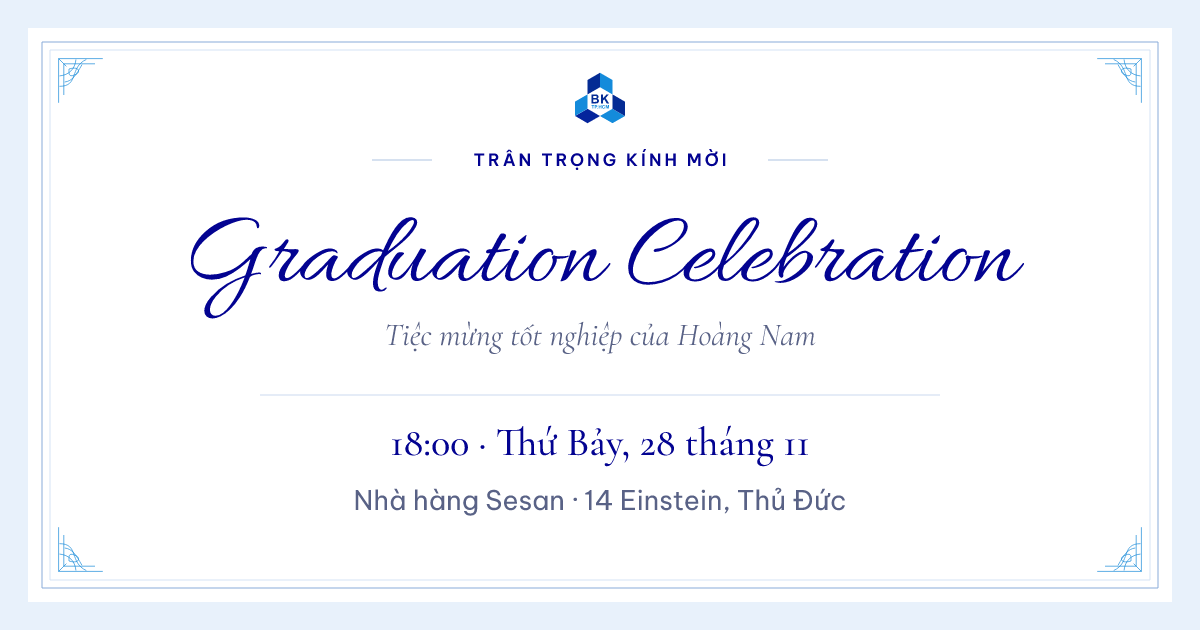 BK
TP.HCM
TRÂN TRỌNG KÍNH MỜI
Graduation Celebration
Tiệc mừng tốt nghiệp của Hoàng Nam
18:00 · Thứ Bảy, 28 tháng 11
Nhà hàng Sesan · 14 Einstein, Thủ Đức